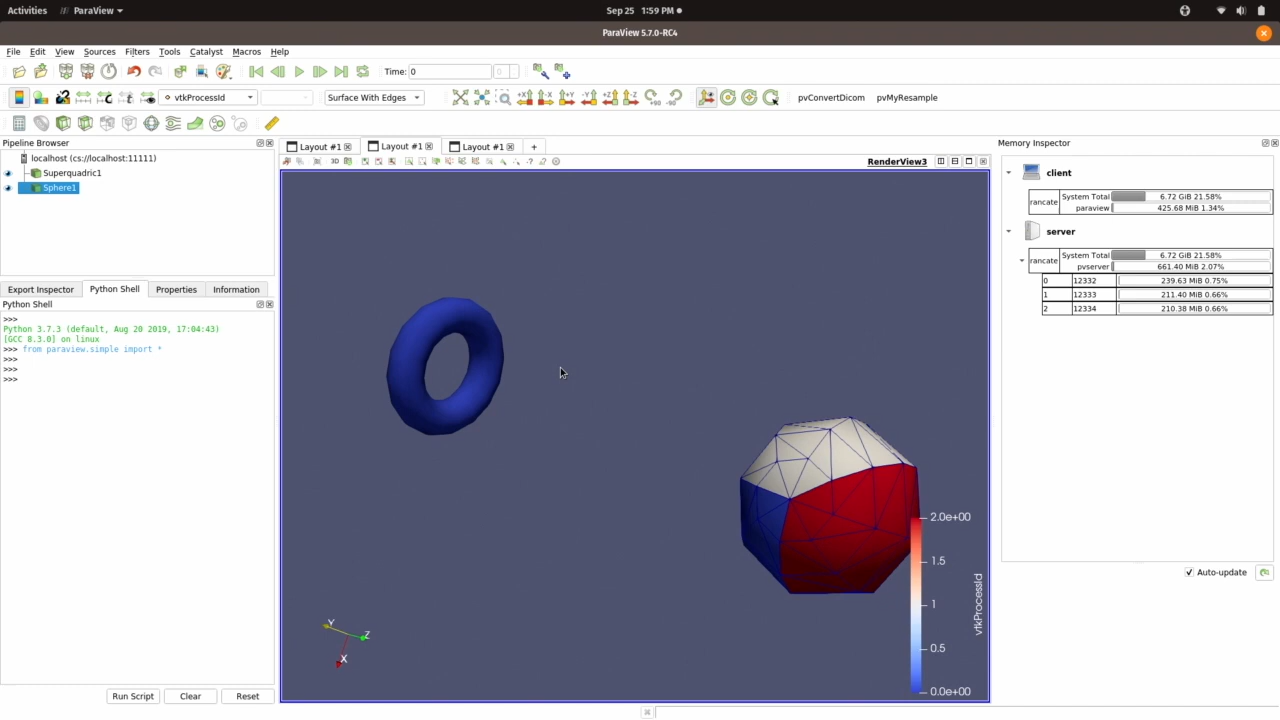 Activities ParaView Sep 25 1:59 PM
ParaView 5.7.0-RC4
File Edit View Sources Filters Tools Catalyst Macros Help
Time: 0 0
vtkProcessId Surface With Edges pvConvertDicom pvMyResample
Pipeline Browser
localhost (cs://localhost:11111)
Superquadric1
Sphere1
Export Inspector Python Shell Properties Information
Python Shell
>>>
Python 3.7.3 (default, Aug 20 2019, 17:04:43)
[GCC 8.3.0] on linux
>>> from paraview.simple import *
>>>
>>>
>>>
Run Script Clear Reset
Layout #1 Layout #1 Layout #1 +
3D RenderView3
2.0e+00
1.5
1
0.5
0.0e+00
vtkProcessId
Y
Z
X
Memory Inspector
client
rancate System Total 6.72 GiB 21.58%
paraview 425.68 MiB 1.34%
server
rancate System Total 6.72 GiB 21.58%
pvserver 661.40 MiB 2.07%
0 12332 239.63 MiB 0.75%
1 12333 211.40 MiB 0.66%
2 12334 210.38 MiB 0.66%
Auto-update